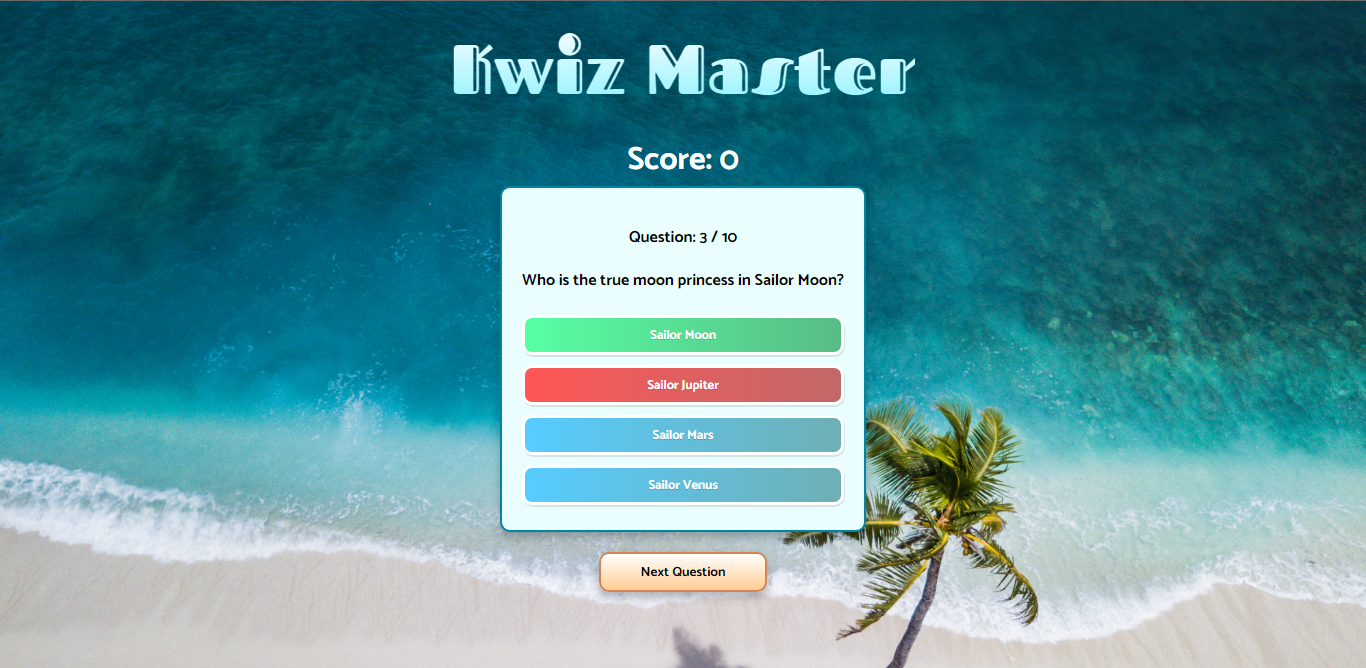 Kwiz Master
Score: 0
Question: 3 / 10
Who is the true moon princess in Sailor Moon?
Sailor Moon
Sailor Jupiter
Sailor Mars
Sailor Venus
Next Question